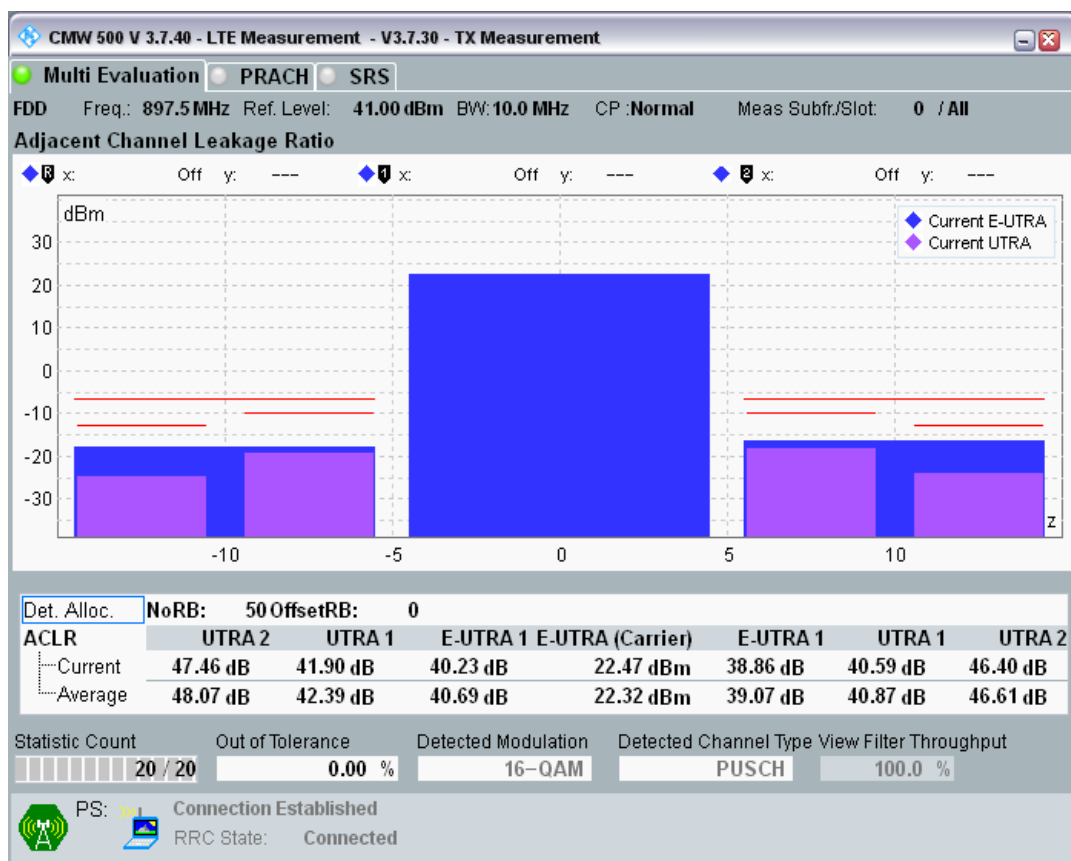 CMW 500 V 3.7.40 - LTE Measurement - V3.7.30 - TX Measurement
Multi Evaluation PRACH SRS
FDD Freq.: 897.5 MHz Ref. Level: 41.00 dBm BW: 10.0 MHz CP :Normal Meas Subfr./Slot: 0 / All
Adjacent Channel Leakage Ratio
R x: Off y: --- 1 x: Off y: --- 2 x: Off y: ---
dBm
Current E-UTRA
Current UTRA
30
20
10
0
-10
-20
-30
z
-10 -5 0 5 10
Det. Alloc. NoRB: 50 OffsetRB: 0
ACLR UTRA 2 UTRA 1 E-UTRA 1 E-UTRA (Carrier) E-UTRA 1 UTRA 1 UTRA 2
Current 47.46 dB 41.90 dB 40.23 dB 22.47 dBm 38.86 dB 40.59 dB 46.40 dB
Average 48.07 dB 42.39 dB 40.69 dB 22.32 dBm 39.07 dB 40.87 dB 46.61 dB
Statistic Count Out of Tolerance Detected Modulation Detected Channel Type View Filter Throughput
20 / 20 0.00 % 16-QAM PUSCH 100.0 %
PS: Connection Established
RRC State: Connected